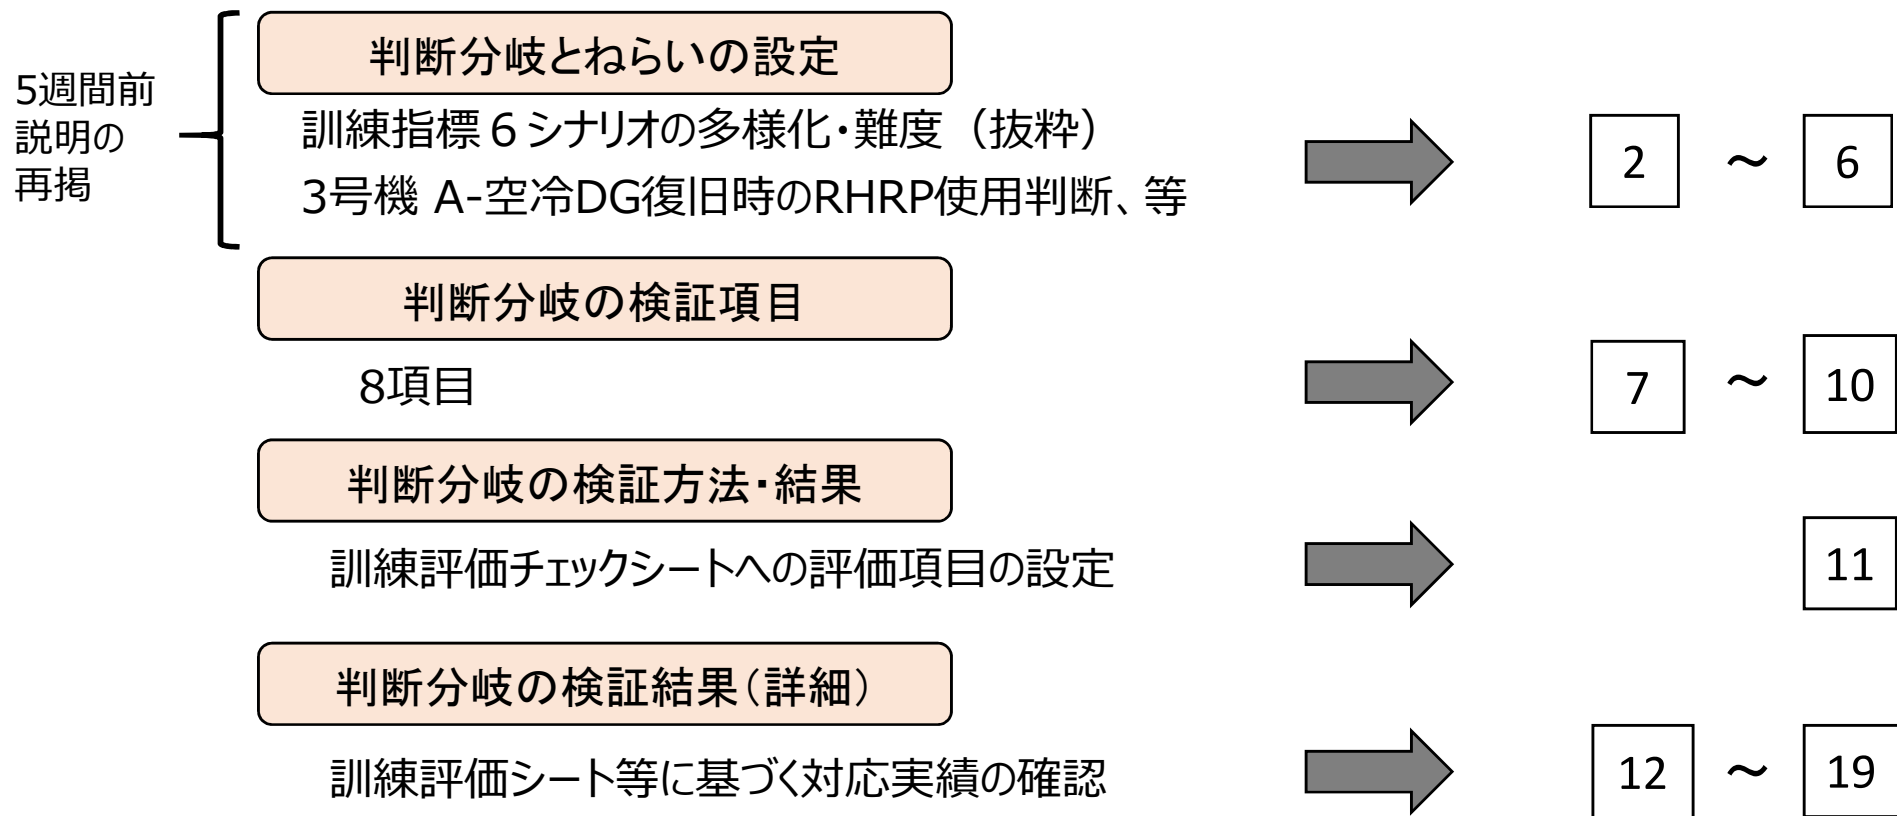 5週間前
説明の
再掲
判断分岐とねらいの設定
訓練指標６シナリオの多様化・難度（抜粋）
3号機 A-空冷DG復旧時のRHRP使用判断、等
2 ～ 6
判断分岐の検証項目
8項目
7 ～ 10
判断分岐の検証方法・結果
訓練評価チェックシートへの評価項目の設定
11
判断分岐の検証結果（詳細）
訓練評価シート等に基づく対応実績の確認
12 ～ 19